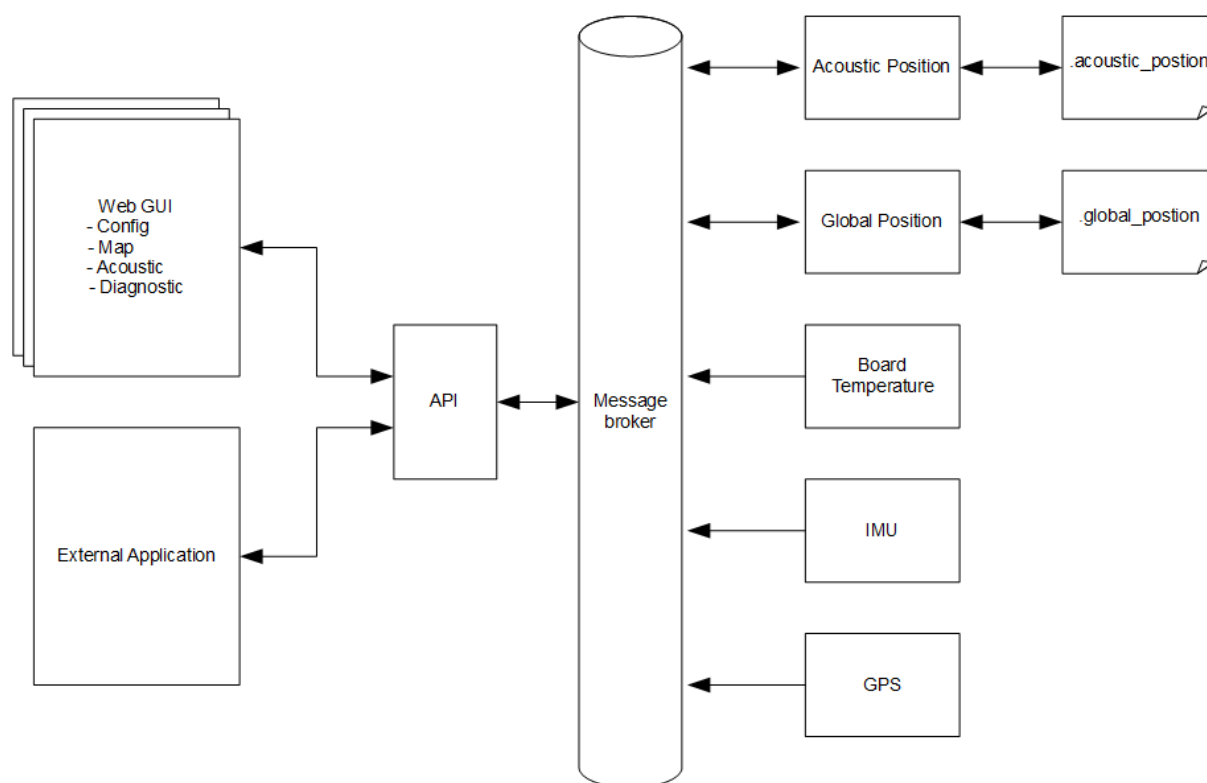 Web GUI
- Config
- Map
- Acoustic
- Diagnostic
External Application
API
Message
broker
Acoustic Position
.acoustic_postion
Global Position
.global_postion
Board
Temperature
IMU
GPS